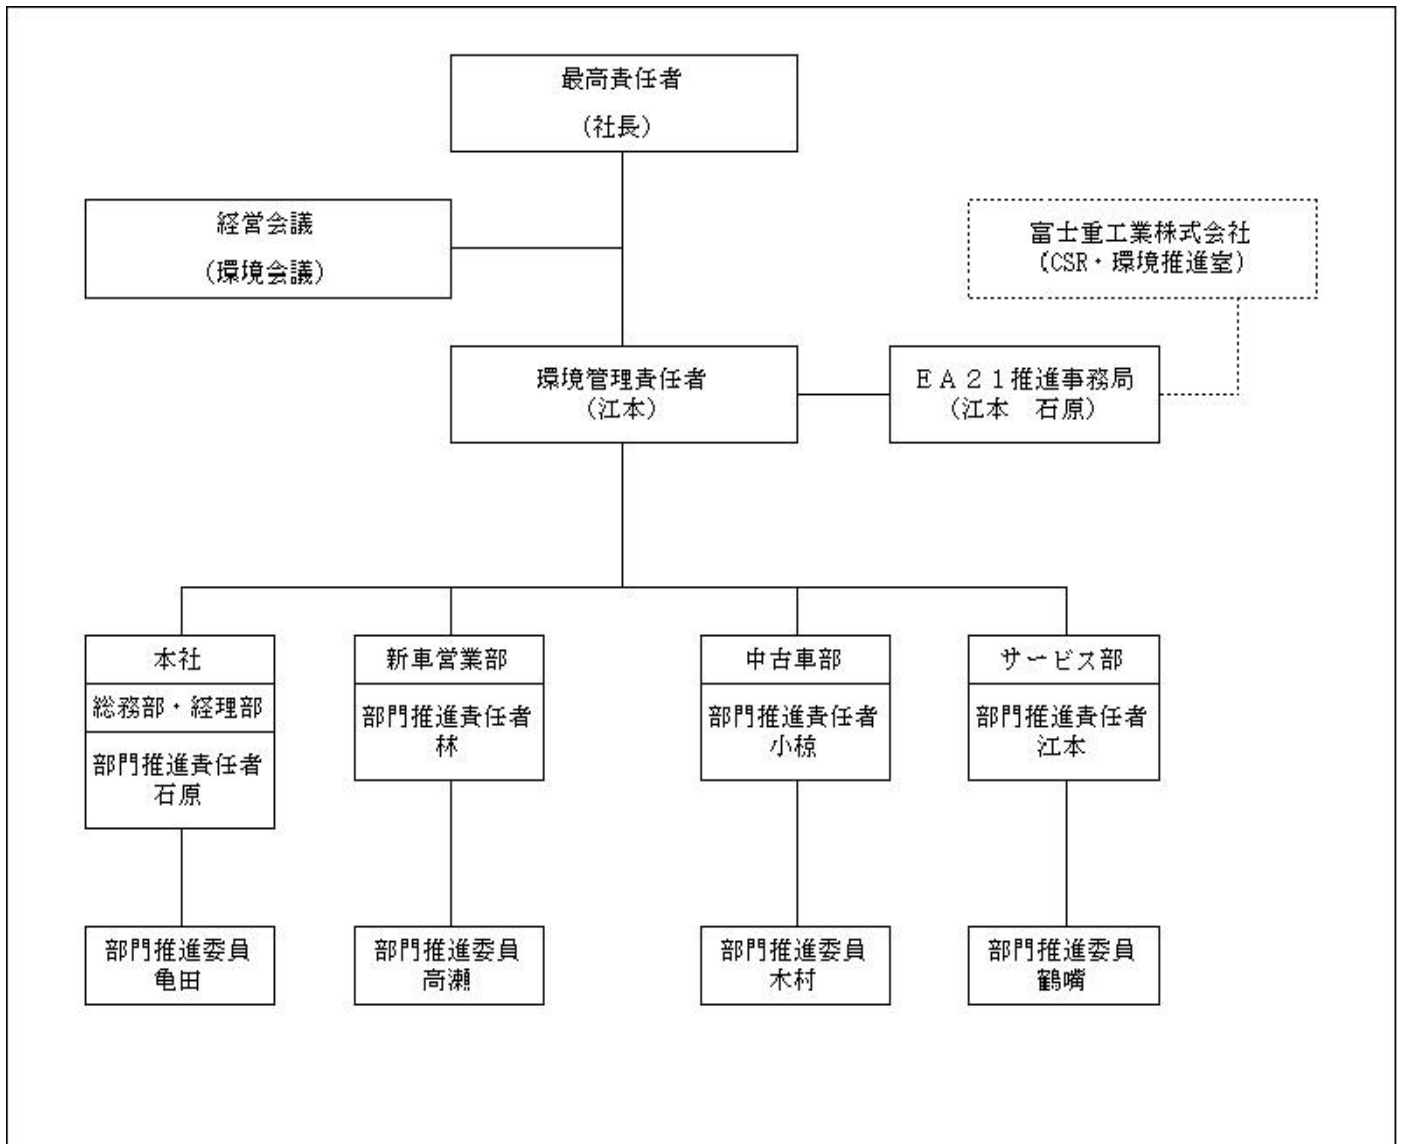 最高責任者
(社長)
経営会議
(環境会議)
富士重工業株式会社
(CSR・環境推進室)
環境管理責任者
(江本)
ＥＡ２１推進事務局
(江本　石原)
本社
総務部・経理部
部門推進責任者
石原
新車営業部
部門推進責任者
林
中古車部
部門推進責任者
小椋
サービス部
部門推進責任者
江本
部門推進委員
亀田
部門推進委員
高瀬
部門推進委員
木村
部門推進委員
鶴嘴